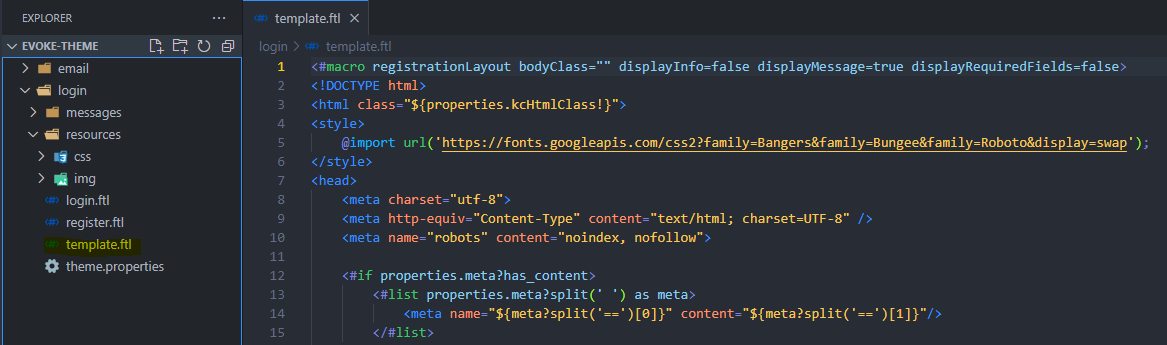 EXPLORER
EVOKE-THEME
email
login
messages
resources
css
img
login.ftl
register.ftl
template.ftl
theme.properties
template.ftl
login > template.ftl
1 <#macro registrationLayout bodyClass="" displayInfo=false displayMessage=true displayRequiredFields=false>
2 <!DOCTYPE html>
3 <html class="${properties.kcHtmlClass!}">
4 <style>
5 @import url('https://fonts.googleapis.com/css2?family=Bangers&family=Bungee&family=Roboto&display=swap');
6 </style>
7 <head>
8 <meta charset="utf-8">
9 <meta http-equiv="Content-Type" content="text/html; charset=UTF-8" />
10 <meta name="robots" content="noindex, nofollow">
11
12 <#if properties.meta?has_content>
13 <#list properties.meta?split(' ') as meta>
14 <meta name="${meta?split('==')[0]}" content="${meta?split('==')[1]}"/>
15 </#list>